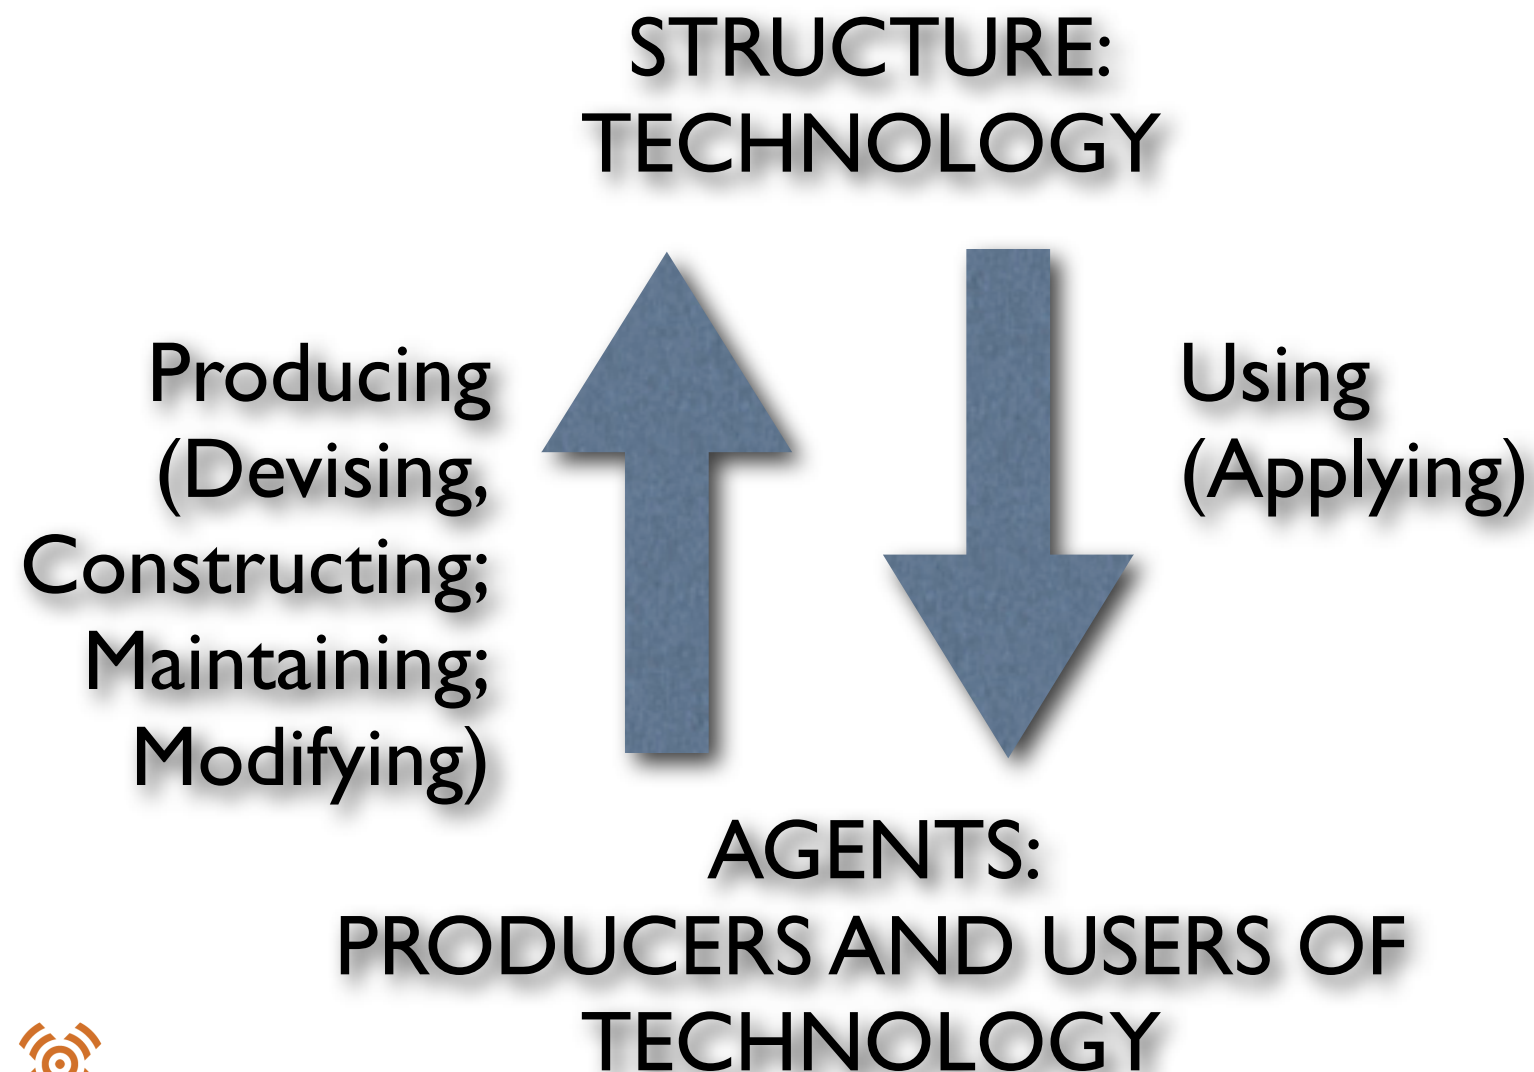 STRUCTURE:
TECHNOLOGY
Producing
(Devising,
Constructing;
Maintaining;
Modifying)
Using
(Applying)
AGENTS:
PRODUCERS AND USERS OF
TECHNOLOGY